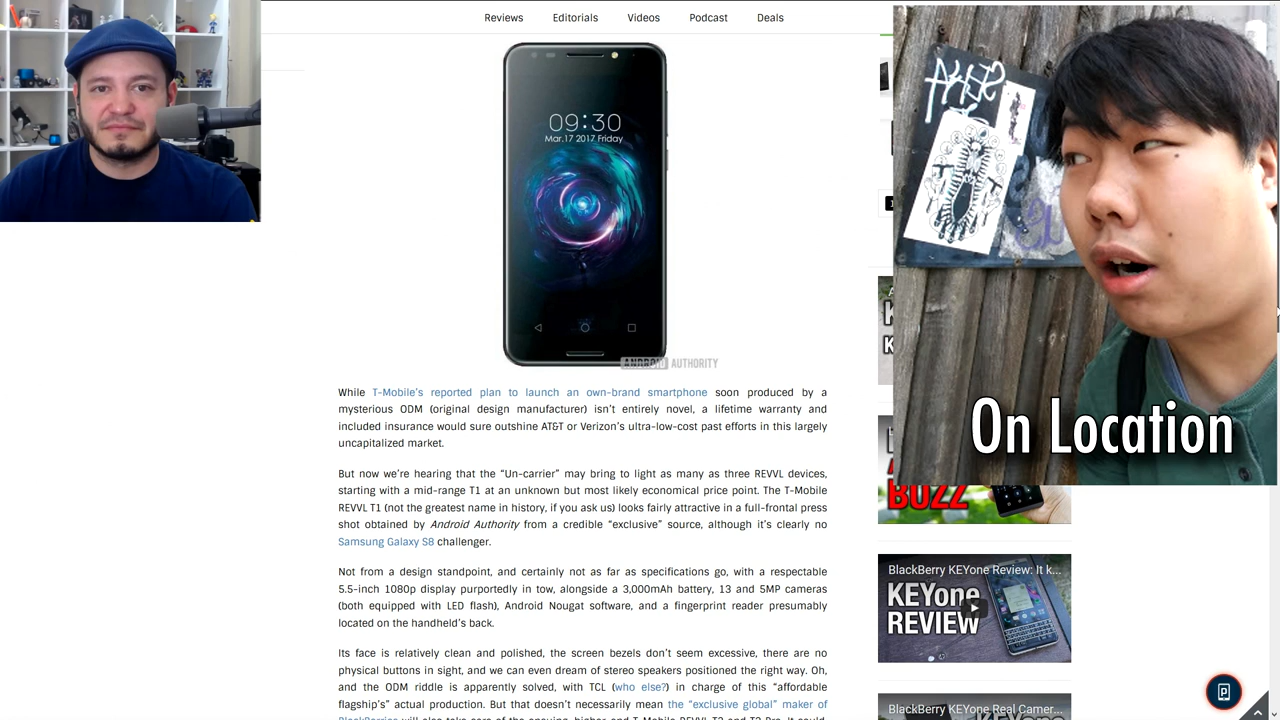 Reviews Editorials Videos Podcast Deals
09:30
Mar.17 2017 Friday
ANDROID AUTHORITY
While T-Mobile’s reported plan to launch an own-brand smartphone soon produced by a
mysterious ODM (original design manufacturer) isn’t entirely novel, a lifetime warranty and
included insurance would sure outshine AT&T or Verizon’s ultra-low-cost past efforts in this largely
uncapitalized market.
But now we’re hearing that the “Un-carrier” may bring to light as many as three REVVL devices,
starting with a mid-range T1 at an unknown but most likely economical price point. The T-Mobile
REVVL T1 (not the greatest name in history, if you ask us) looks fairly attractive in a full-frontal press
shot obtained by Android Authority from a credible “exclusive” source, although it’s clearly no
Samsung Galaxy S8 challenger.
Not from a design standpoint, and certainly not as far as specifications go, with a respectable
5.5-inch 1080p display purportedly in tow, alongside a 3,000mAh battery, 13 and 5MP cameras
(both equipped with LED flash), Android Nougat software, and a fingerprint reader presumably
located on the handheld’s back.
Its face is relatively clean and polished, the screen bezels don’t seem excessive, there are no
physical buttons in sight, and we can even dream of stereo speakers positioned the right way. Oh,
and the ODM riddle is apparently solved, with TCL (who else?) in charge of this “affordable
flagship’s” actual production. But that doesn’t necessarily mean the “exclusive global” maker of
On Location
BUZZ
BlackBerry KEYone Review: It k...
KEYone
REVIEW
BlackBerry KEYone Real Camer...